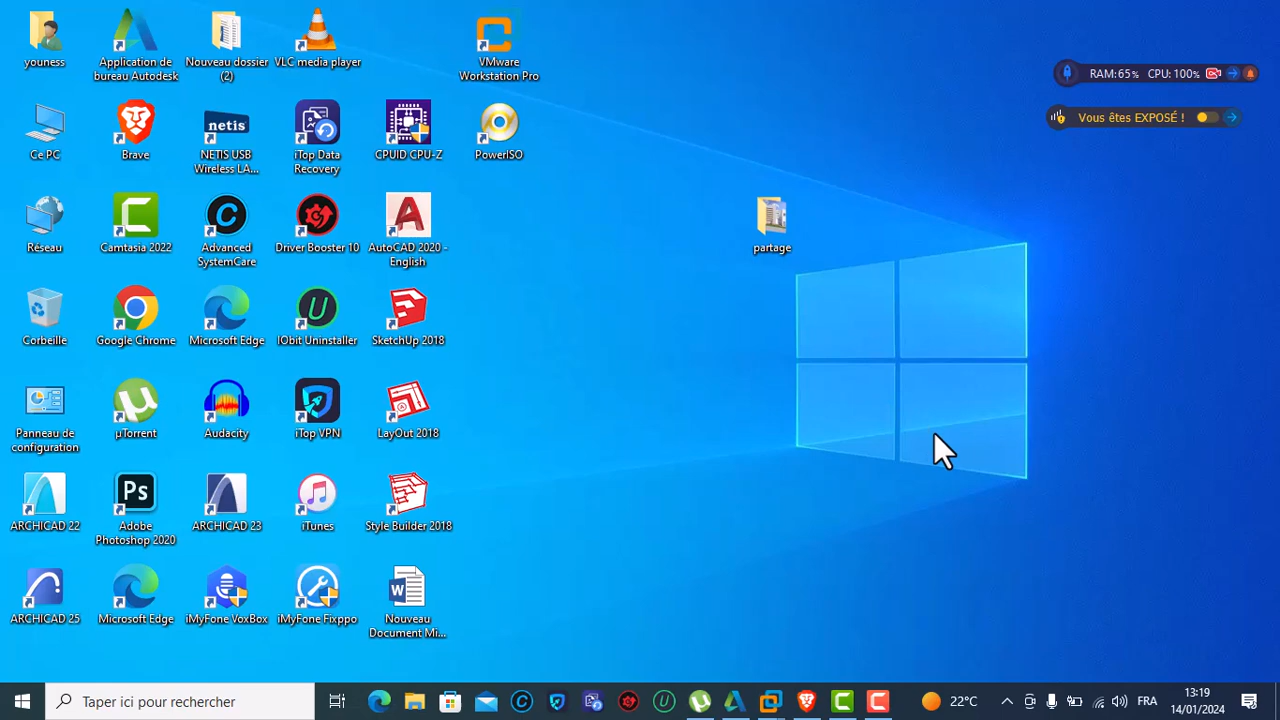 youness
Application de
bureau Autodesk
Nouveau dossier
(2)
VLC media player
VMware
Workstation Pro
RAM:65% CPU: 100%
Vous êtes EXPOSÉ !
Ce PC
Brave
netis
NETIS USB
Wireless LA...
iTop Data
Recovery
CPUID CPU-Z
PowerISO
Réseau
Camtasia 2022
Advanced
SystemCare
Driver Booster 10
AutoCAD 2020 -
English
partage
Corbeille
Google Chrome
Microsoft Edge
IObit Uninstaller
SketchUp 2018
Panneau de
configuration
µTorrent
Audacity
iTop VPN
LayOut 2018
ARCHICAD 22
Ps
Adobe
Photoshop 2020
ARCHICAD 23
iTunes
Style Builder 2018
ARCHICAD 25
Microsoft Edge
iMyFone VoxBox
iMyFone Fixppo
Nouveau
Document Mi...
Taper ici pour rechercher
22°C
FRA
13:19
14/01/2024